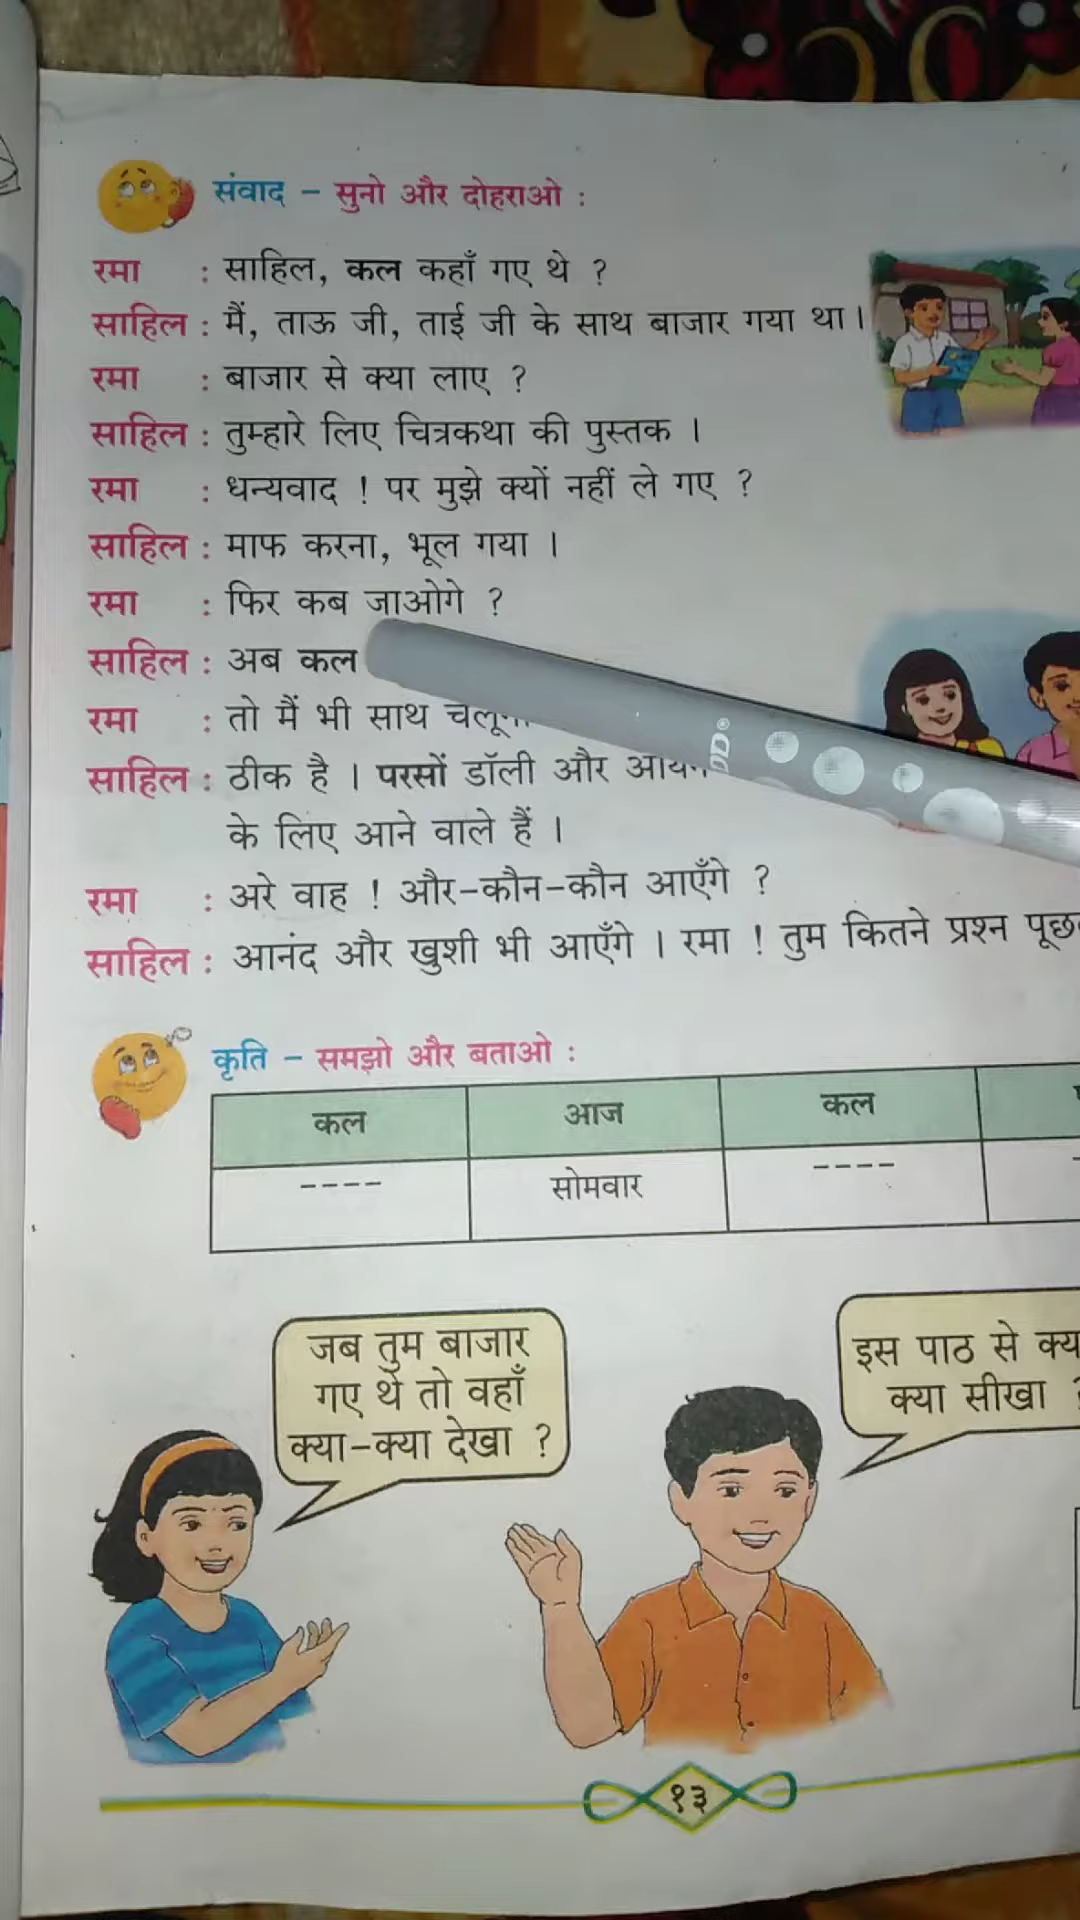 संवाद – सुनो और दोहराओ :
रमा : साहिल, कल कहाँ गए थे ?
साहिल : मैं, ताऊ जी, ताई जी के साथ बाजार गया था।
रमा : बाजार से क्या लाए ?
साहिल : तुम्हारे लिए चित्रकथा की पुस्तक ।
रमा : धन्यवाद ! पर मुझे क्यों नहीं ले गए ?
साहिल : माफ करना, भूल गया ।
रमा : फिर कब जाओगे ?
साहिल : अब कल
रमा : तो मैं भी साथ
साहिल : ठीक है । परसों डॉली और
के लिए आने वाले हैं ।
रमा : अरे वाह ! और-कौन-कौन आएँगे ?
साहिल : आनंद और खुशी भी आएँगे । रमा ! तुम कितने प्रश्न
कृति – समझो और बताओ :
कल आज कल
---- सोमवार ----
जब तुम बाजार
गए थे तो वहाँ
क्या-क्या देखा ?
इस पाठ से
क्या सीखा ?
१३